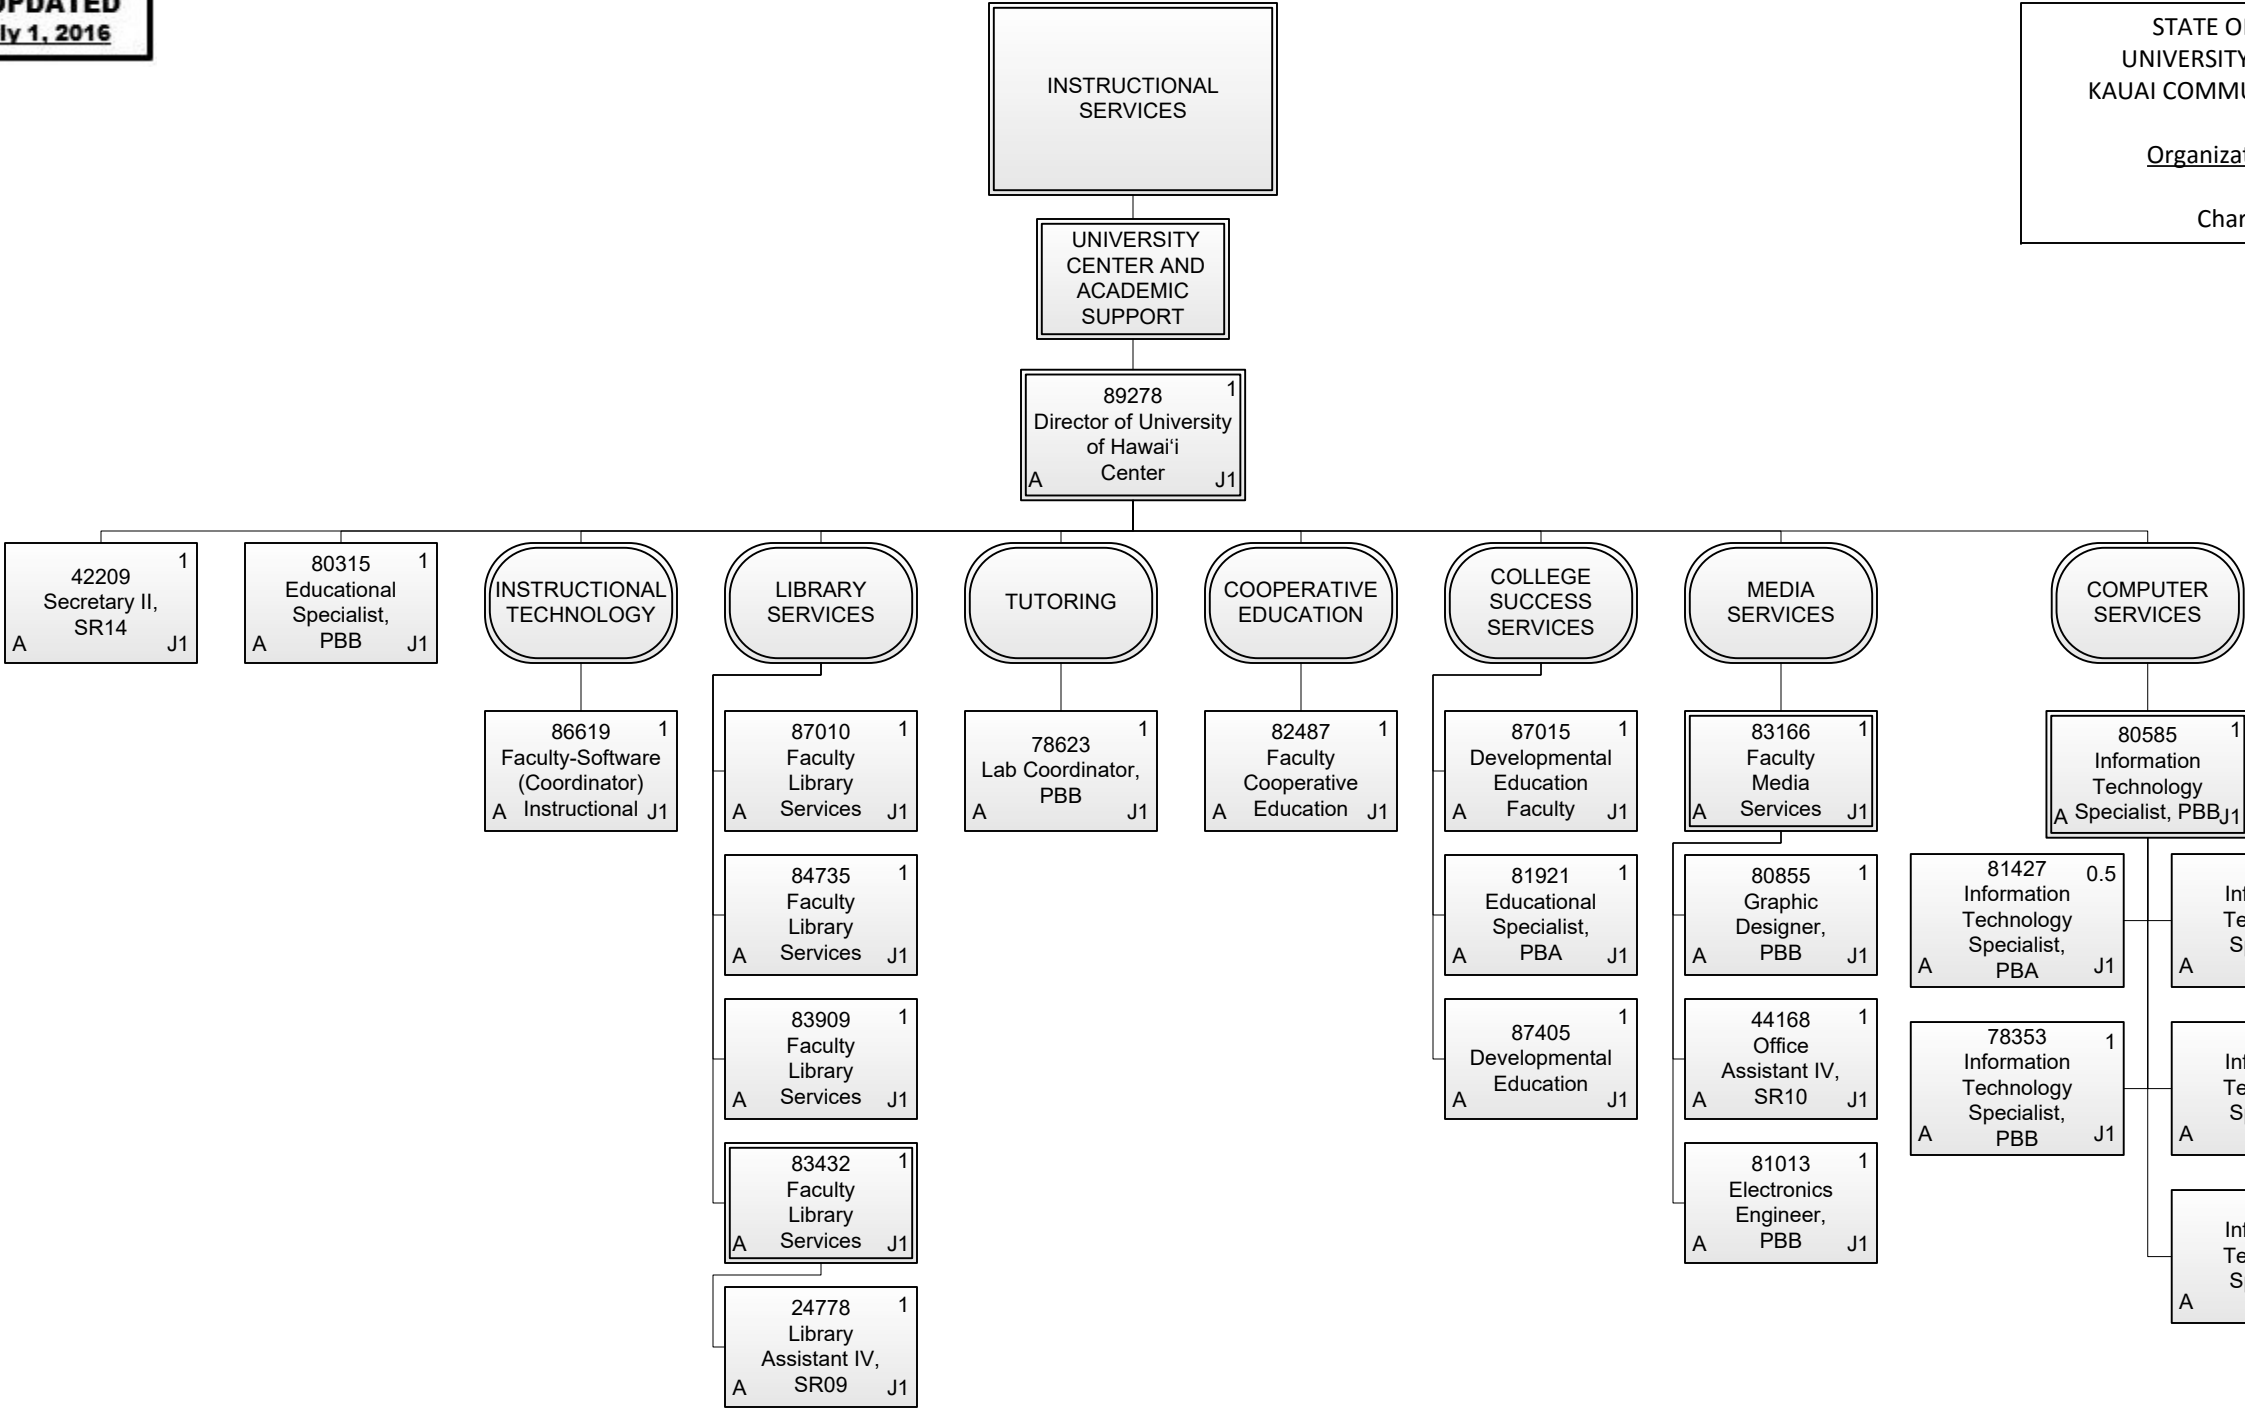 UPDATED
ly 1, 2016
INSTRUCTIONAL
SERVICES
STATE O
UNIVERSITY
KAUAI COMMU
Organiza
Char
UNIVERSITY
CENTER AND
ACADEMIC
SUPPORT
89278 1
Director of University
of Hawaiʻi
Center
A J1
42209 1
Secretary II,
SR14
A J1
80315 1
Educational
Specialist,
PBB
A J1
INSTRUCTIONAL
TECHNOLOGY
LIBRARY
SERVICES
TUTORING
COOPERATIVE
EDUCATION
COLLEGE
SUCCESS
SERVICES
MEDIA
SERVICES
COMPUTER
SERVICES
86619 1
Faculty-Software
(Coordinator)
A Instructional J1
87010 1
Faculty
Library
A Services J1
78623 1
Lab Coordinator,
PBB
A J1
82487 1
Faculty
Cooperative
A Education J1
87015 1
Developmental
Education
A Faculty J1
83166 1
Faculty
Media
A Services J1
80585 1
Information
Technology
A Specialist, PBB J1
84735 1
Faculty
Library
A Services J1
81921 1
Educational
Specialist,
A PBA J1
80855 1
Graphic
Designer,
A PBB J1
81427 0.5
Information
Technology
Specialist,
A PBA J1
Inf
Te
S
A
83909 1
Faculty
Library
A Services J1
87405 1
Developmental
Education
A J1
44168 1
Office
Assistant IV,
A SR10 J1
78353 1
Information
Technology
Specialist,
A PBB J1
Inf
Te
S
A
83432 1
Faculty
Library
A Services J1
81013 1
Electronics
Engineer,
A PBB J1
Inf
Te
S
A
24778 1
Library
Assistant IV,
A SR09 J1